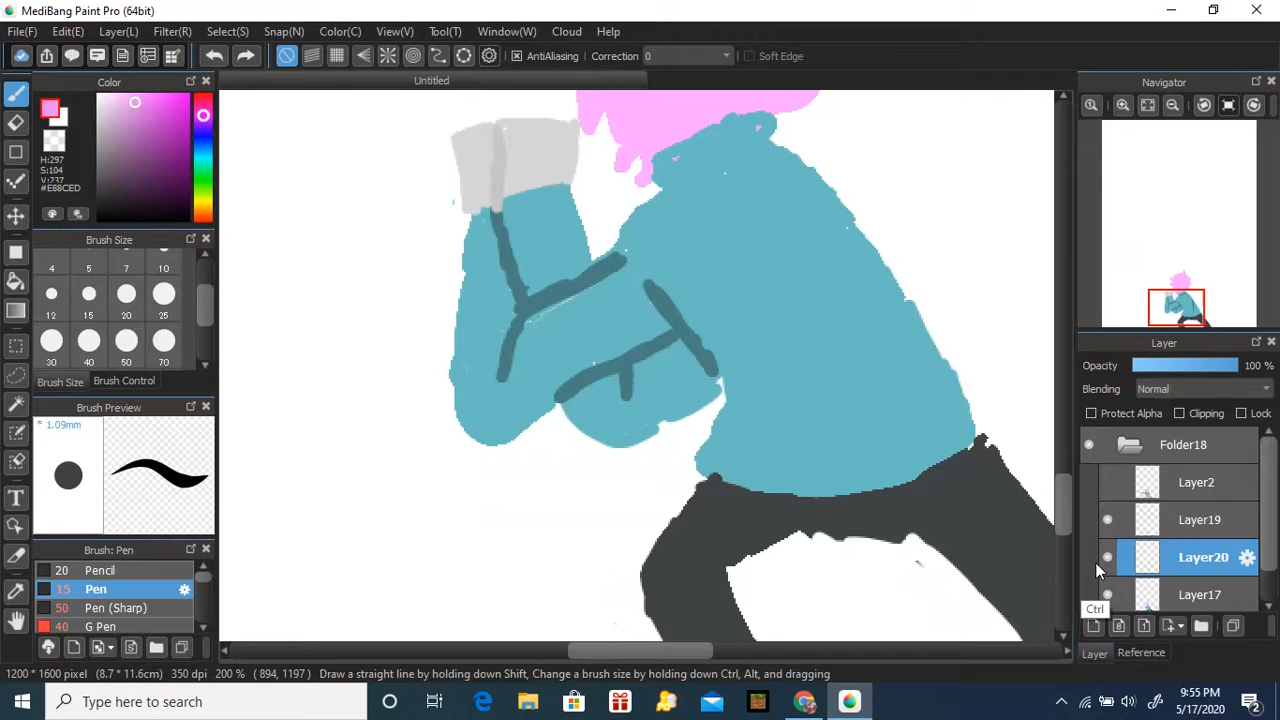 MediBang Paint Pro (64bit)
File(F) Edit(E) Layer(L) Filter(R) Select(S) Snap(N) Color(C) View(V) Tool(T) Window(W) Cloud Help
AntiAliasing Correction 0 Soft Edge
Color
Untitled
Navigator
H:297
S:104
V:237
#E88CED
Brush Size
4 5 7 10
12 15 20 25
30 40 50 70
Brush Size Brush Control
Brush Preview
* 1.09mm
Brush: Pen
20 Pencil
15 Pen
50 Pen (Sharp)
40 G Pen
Layer
Opacity 100 %
Blending Normal
Protect Alpha Clipping Lock
Folder18
Layer2
Layer19
Layer20
Layer17
Ctrl
Layer Reference
1200 * 1600 pixel (8.7 * 11.6cm) 350 dpi 200 % ( 894, 1197 ) Draw a straight line by holding down Shift, Change a brush size by holding down Ctrl, Alt, and dragging
Type here to search
9:55 PM
5/17/2020
2